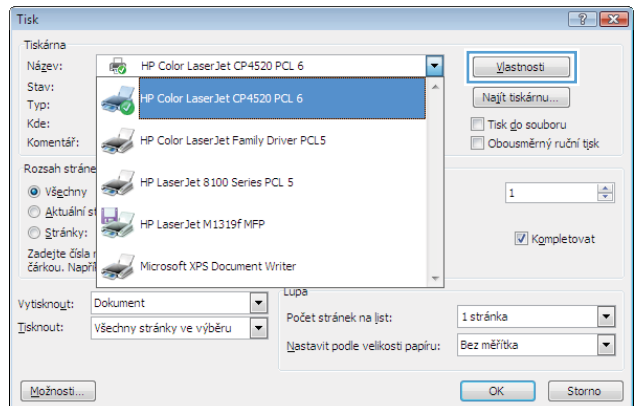 Tisk
Tiskárna
Název: HP Color LaserJet CP4520 PCL 6 Vlastnosti
Stav: HP Color LaserJet CP4520 PCL 6 Najít tiskárnu...
Typ:
Kde: Tisk do souboru
Komentář: HP Color LaserJet Family Driver PCL5 Obousměrný ruční tisk
Rozsah stráne
HP LaserJet 8100 Series PCL 5
Všechny 1
Aktuální st
HP LaserJet M1319f MFP
Stránky: Kompletovat
Zadejte čísla
čárkou. Např
Microsoft XPS Document Writer
Lupa
Vytisknout: Dokument
Počet stránek na list: 1 stránka
Tisknout: Všechny stránky ve výběru
Nastavit podle velikosti papíru: Bez měřítka
Možnosti... OK Storno